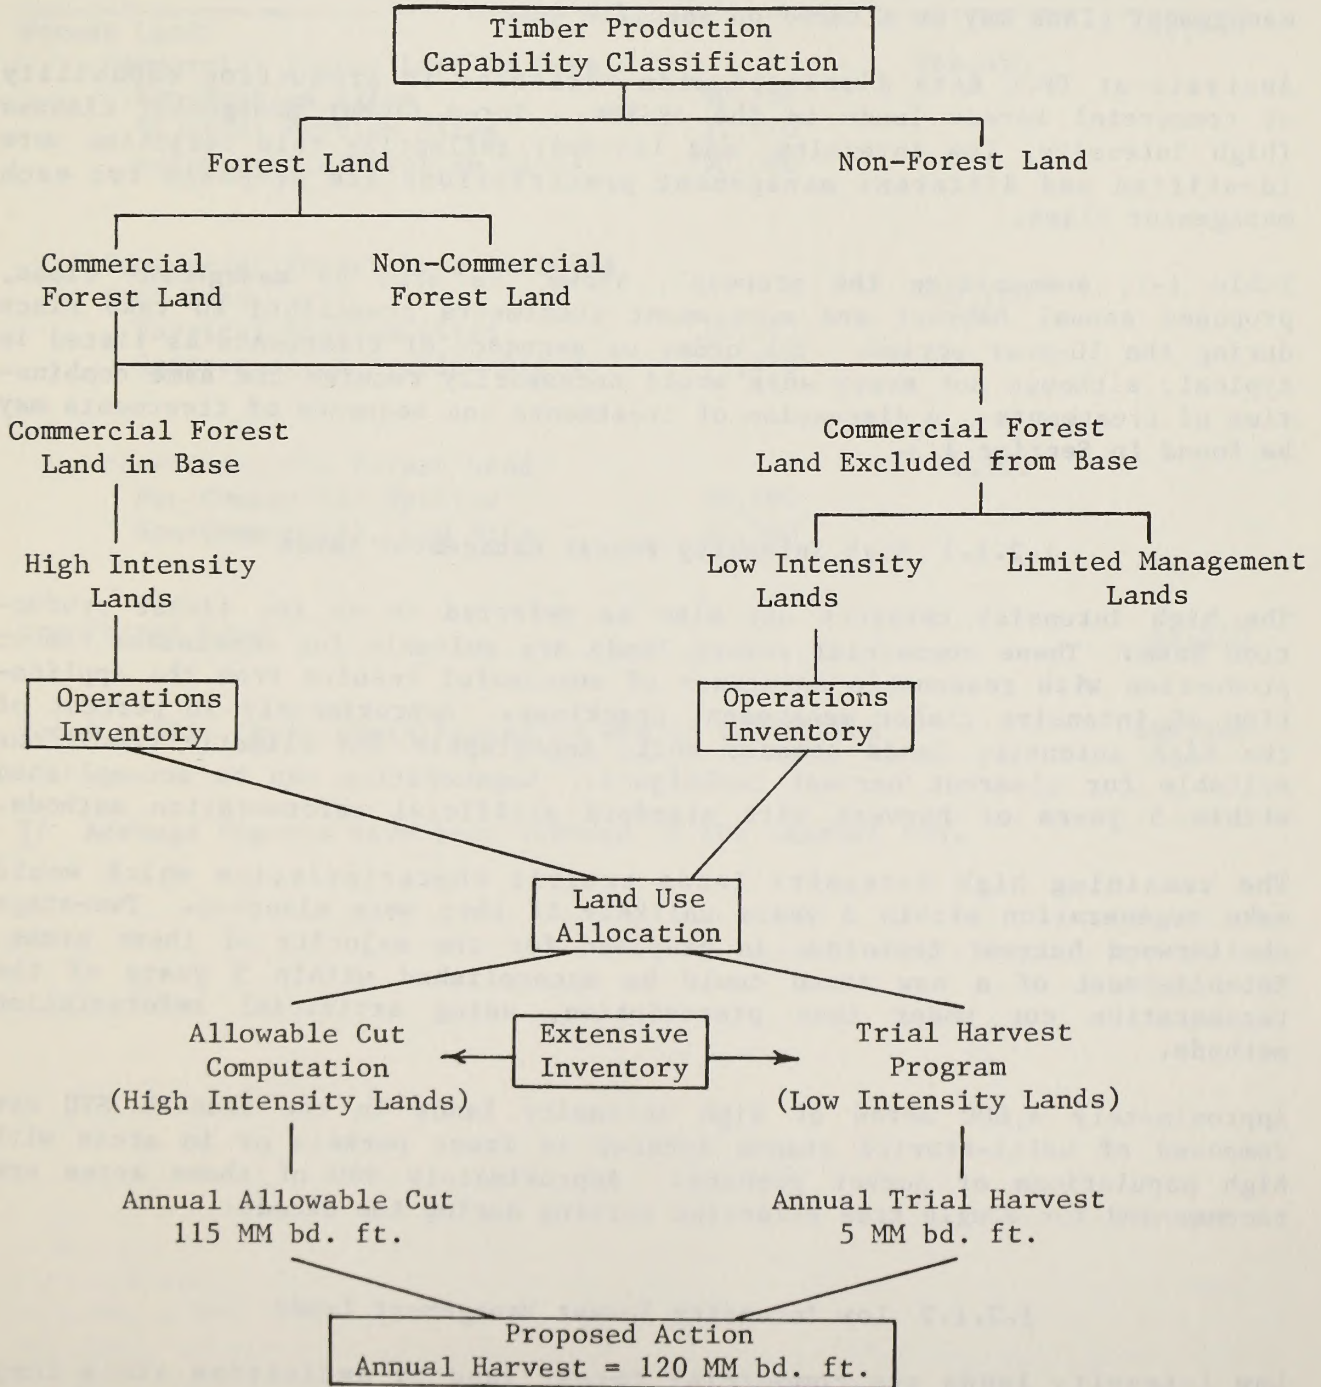 Timber Production
Capability Classification
Forest Land
Non-Forest Land
Commercial
Forest Land
Non-Commercial
Forest Land
Commercial Forest
Land in Base
Commercial Forest
Land Excluded from Base
High Intensity
Lands
Low Intensity
Lands
Limited Management
Lands
Operations
Inventory
Operations
Inventory
Land Use
Allocation
Allowable Cut
Computation
(High Intensity Lands)
Extensive
Inventory
Trial Harvest
Program
(Low Intensity Lands)
Annual Allowable Cut
115 MM bd. ft.
Annual Trial Harvest
5 MM bd. ft.
Proposed Action
Annual Harvest = 120 MM bd. ft.